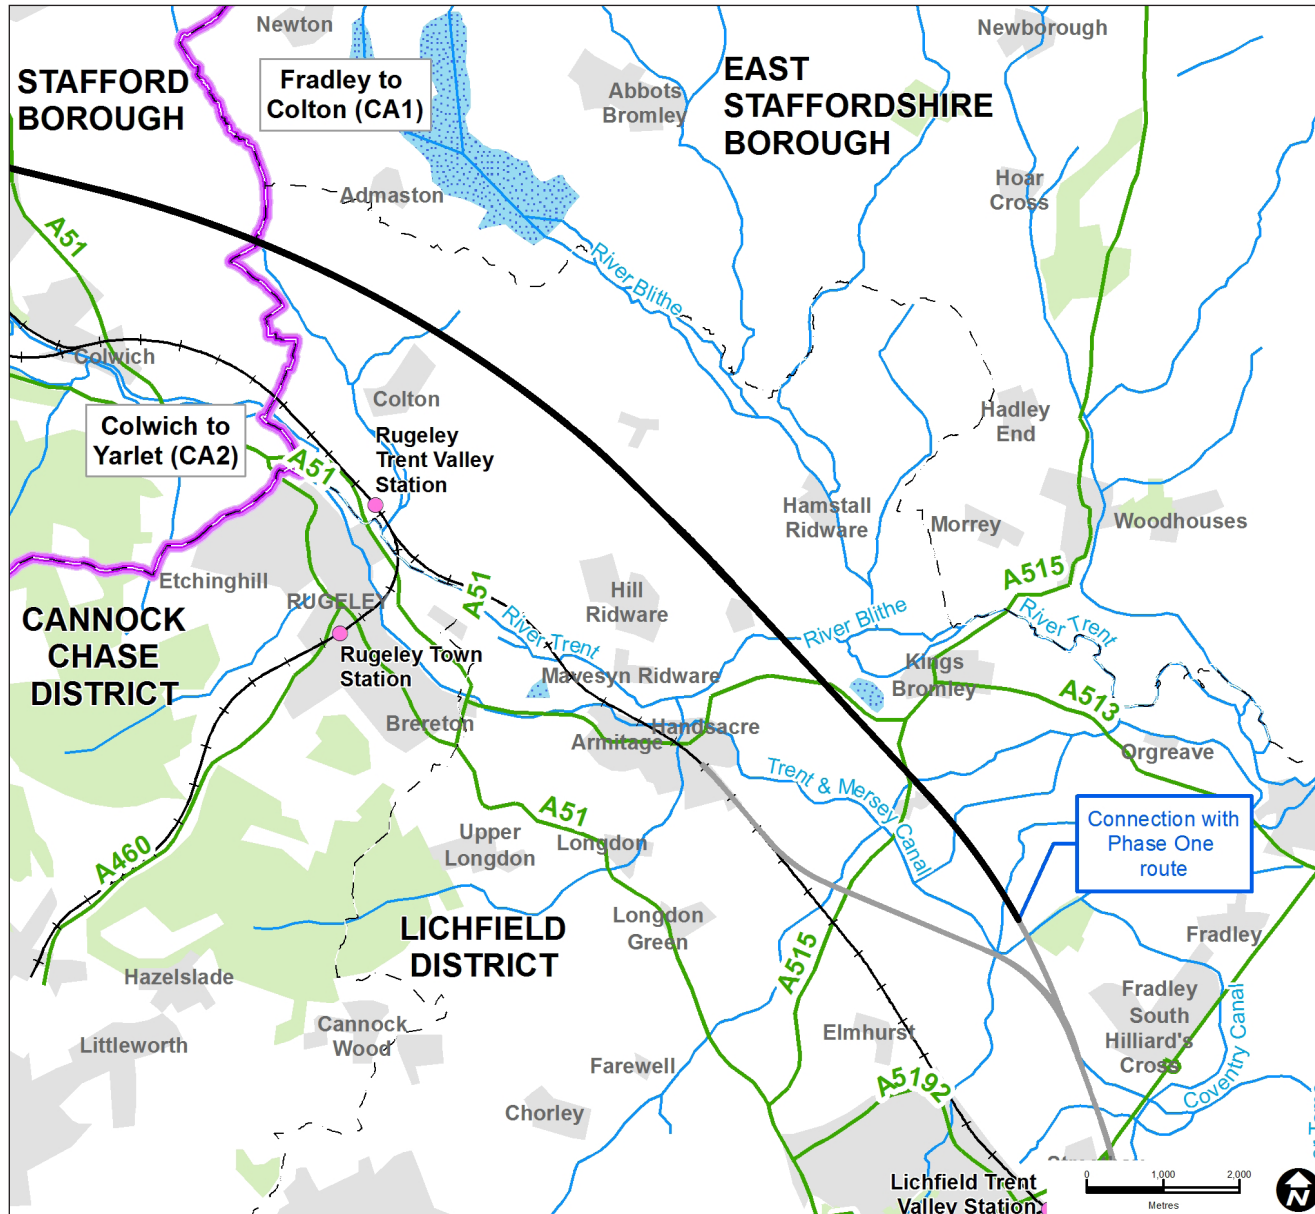 Newton
Newborough
STAFFORD
BOROUGH
Fradley to
Colton (CA1)
EAST
STAFFORDSHIRE
BOROUGH
Abbots
Bromley
Hoar
Cross
Admaston
A51
River Blithe
Colwich
Colton
Hadley
End
Colwich to
Yarlet (CA2)
Rugeley
Trent Valley
Station
A51
Hamstall
Ridware
Morrey
Woodhouses
Etchinghill
A51
A515
RUGELEY
Hill
Ridware
River Trent
River Blithe
River Trent
CANNOCK
CHASE
DISTRICT
Rugeley Town
Station
Mavesyn Ridware
Kings
Bromley
A513
Brereton
Handsacre
Armitage
Orgreave
Trent & Mersey Canal
Connection with
Phase One
route
A51
Upper
Longdon
Longdon
A460
LICHFIELD
DISTRICT
Longdon
Green
Fradley
A515
Hazelslade
Fradley
South
Hilliard's
Cross
Cannock
Wood
Littleworth
Elmhurst
Coventry Canal
Farewell
A5192
Chorley
Lichfield Trent
Valley Station
0 1,000 2,000
Metres
N